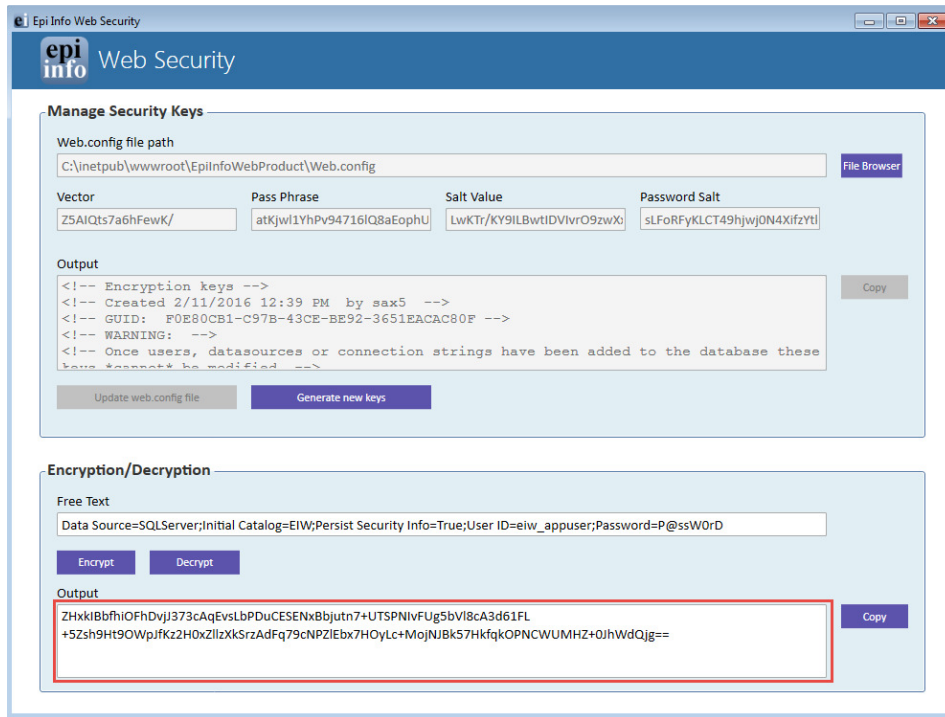 Epi Info Web Security
epi
info
Web Security
Manage Security Keys
Web.config file path
C:\inetpub\wwwroot\EpiInfoWebProduct\Web.config
File Browser
Vector
Pass Phrase
Salt Value
Password Salt
Z5AIQts7a6hFewK/
atKjwl1YhPv94716lQ8aEophU
LwKTr/KY9ILBwtIDVIvrO9zwX
sLFoRFyKLCT49hjwj0N4XifzYtl
Output
<!-- Encryption keys -->
<!-- Created 2/11/2016 12:39 PM  by sax5  -->
<!-- GUID:  F0E80CB1-C97B-43CE-BE92-3651EACAC80F -->
<!-- WARNING:  -->
<!-- Once users, datasources or connection strings have been added to the database these
keys *cannot* be modified  -->
Copy
Update web.config file
Generate new keys
Encryption/Decryption
Free Text
Data Source=SQLServer;Initial Catalog=EIW;Persist Security Info=True;User ID=eiw_appuser;Password=P@ssW0rD
Encrypt
Decrypt
Output
ZHxkIBbfhiOFhDvjJ373cAqEvsLbPDuCESENxBbjutn7+UTSPNIvFUg5bVl8cA3d61FL
+5Zsh9Ht9OWpJfKz2H0xZllzXkSrzAdFq79cNPZlEbx7HOyLc+MojNJBk57HkfqkOPNCWUMHZ+0JhWdQjg==
Copy